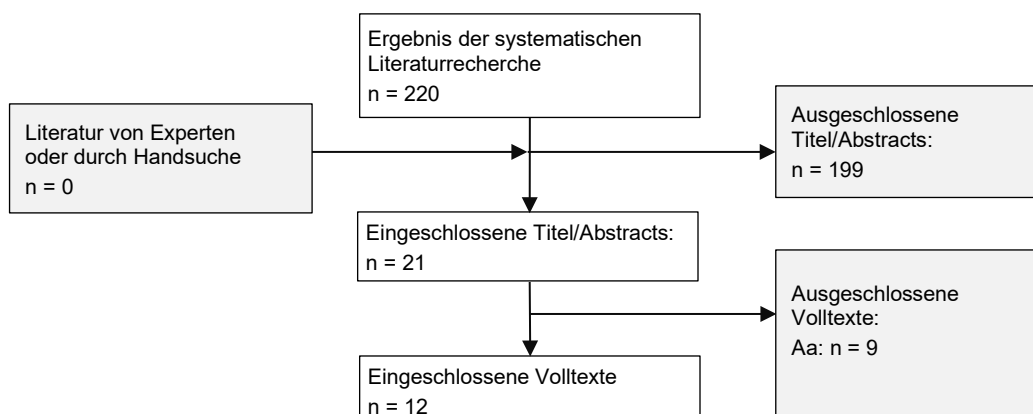 Ergebnis der systematischen
Literaturrecherche
n = 220
Literatur von Experten
oder durch Handsuche
n = 0
Ausgeschlossene
Titel/Abstracts:
n = 199
Eingeschlossene Titel/Abstracts:
n = 21
Ausgeschlossene
Volltexte:
Aa: n = 9
Eingeschlossene Volltexte
n = 12